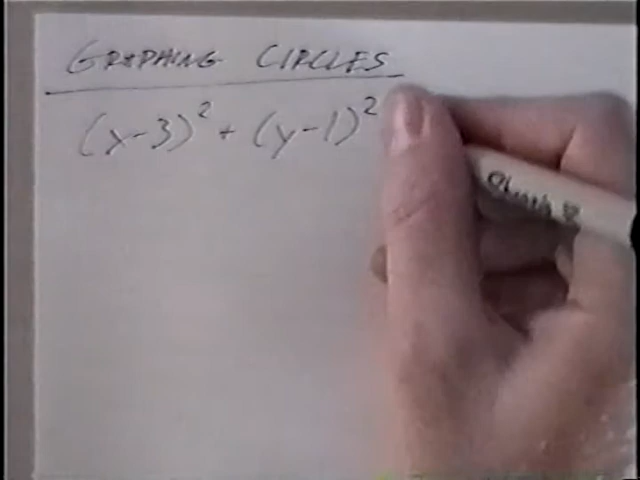 GRAPHING CIRCLES
(x-3)² + (y-1)²